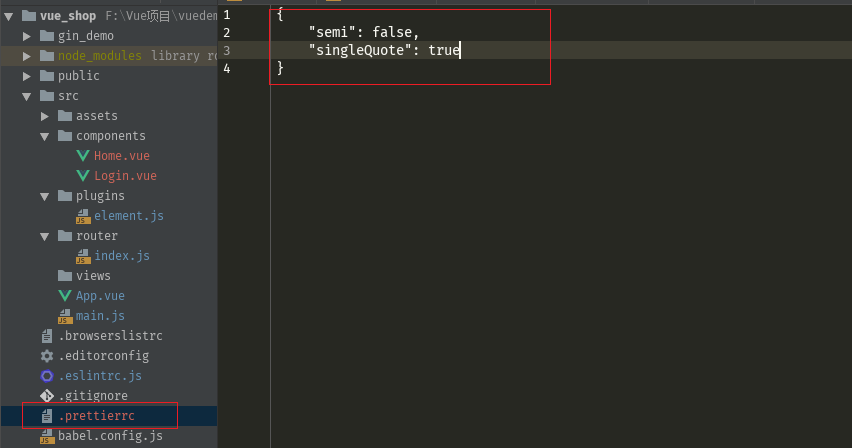 vue_shop F:\Vue项目\vuedem
gin_demo
node_modules library ro
public
src
assets
components
Home.vue
Login.vue
plugins
element.js
router
index.js
views
App.vue
main.js
.browserslistrc
.editorconfig
.eslintrc.js
.gitignore
.prettierrc
babel.config.js
1 {
2 "semi": false,
3 "singleQuote": true
4 }